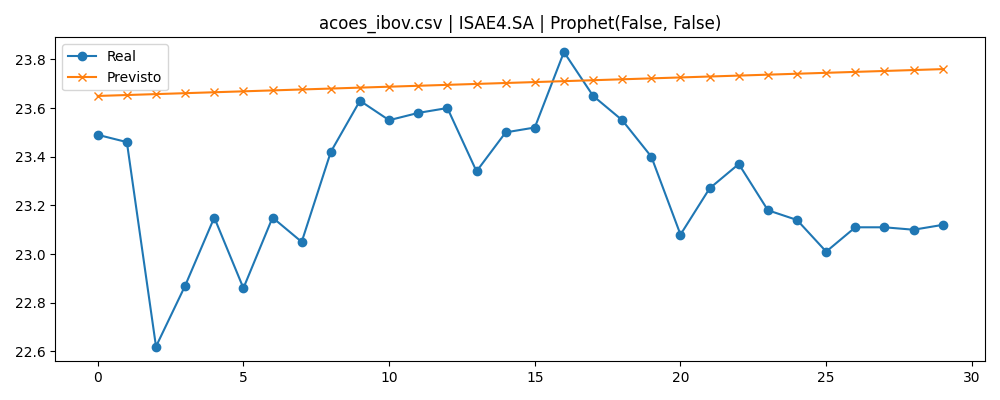 acoes_ibov.csv | ISAE4.SA | Prophet(False, False)
Real
Previsto
23.8
23.6
23.4
23.2
23.0
22.8
22.6
0 5 10 15 20 25 30